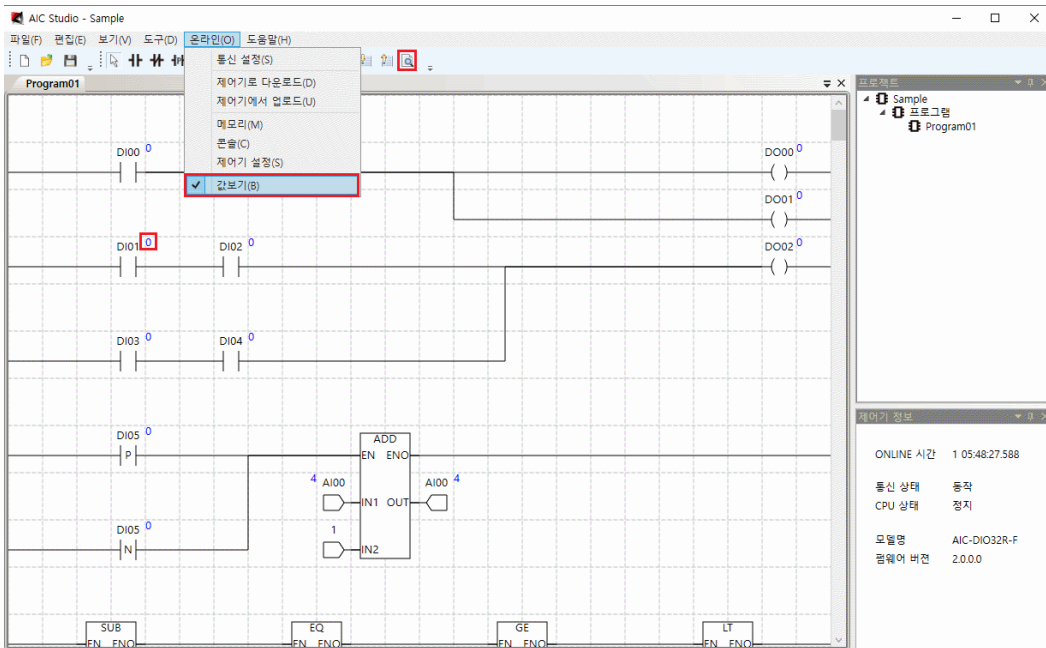 AIC Studio - Sample
파일(F) 편집(E) 보기(V) 도구(D) 온라인(O) 도움말(H)
통신 설정(S)
제어기로 다운로드(D)
제어기에서 업로드(U)
메모리(M)
콘솔(C)
제어기 설정(S)
값보기(B)
Program01
프로젝트
Sample
프로그램
Program01
DI00 0
DO00 0
DO01 0
DI01 0 DI02 0 DO02 0
DI03 0 DI04 0
DI05 0
P
ADD
EN ENO
4 AI00 AI00 4
IN1 OUT
DI05 0
1
N
IN2
SUB EQ GE LT
EN ENO EN ENO EN ENO EN ENO
제어기 정보
ONLINE 시간 1 05:48:27.588
통신 상태 동작
CPU 상태 정지
모델명 AIC-DIO32R-F
펌웨어 버젼 2.0.0.0